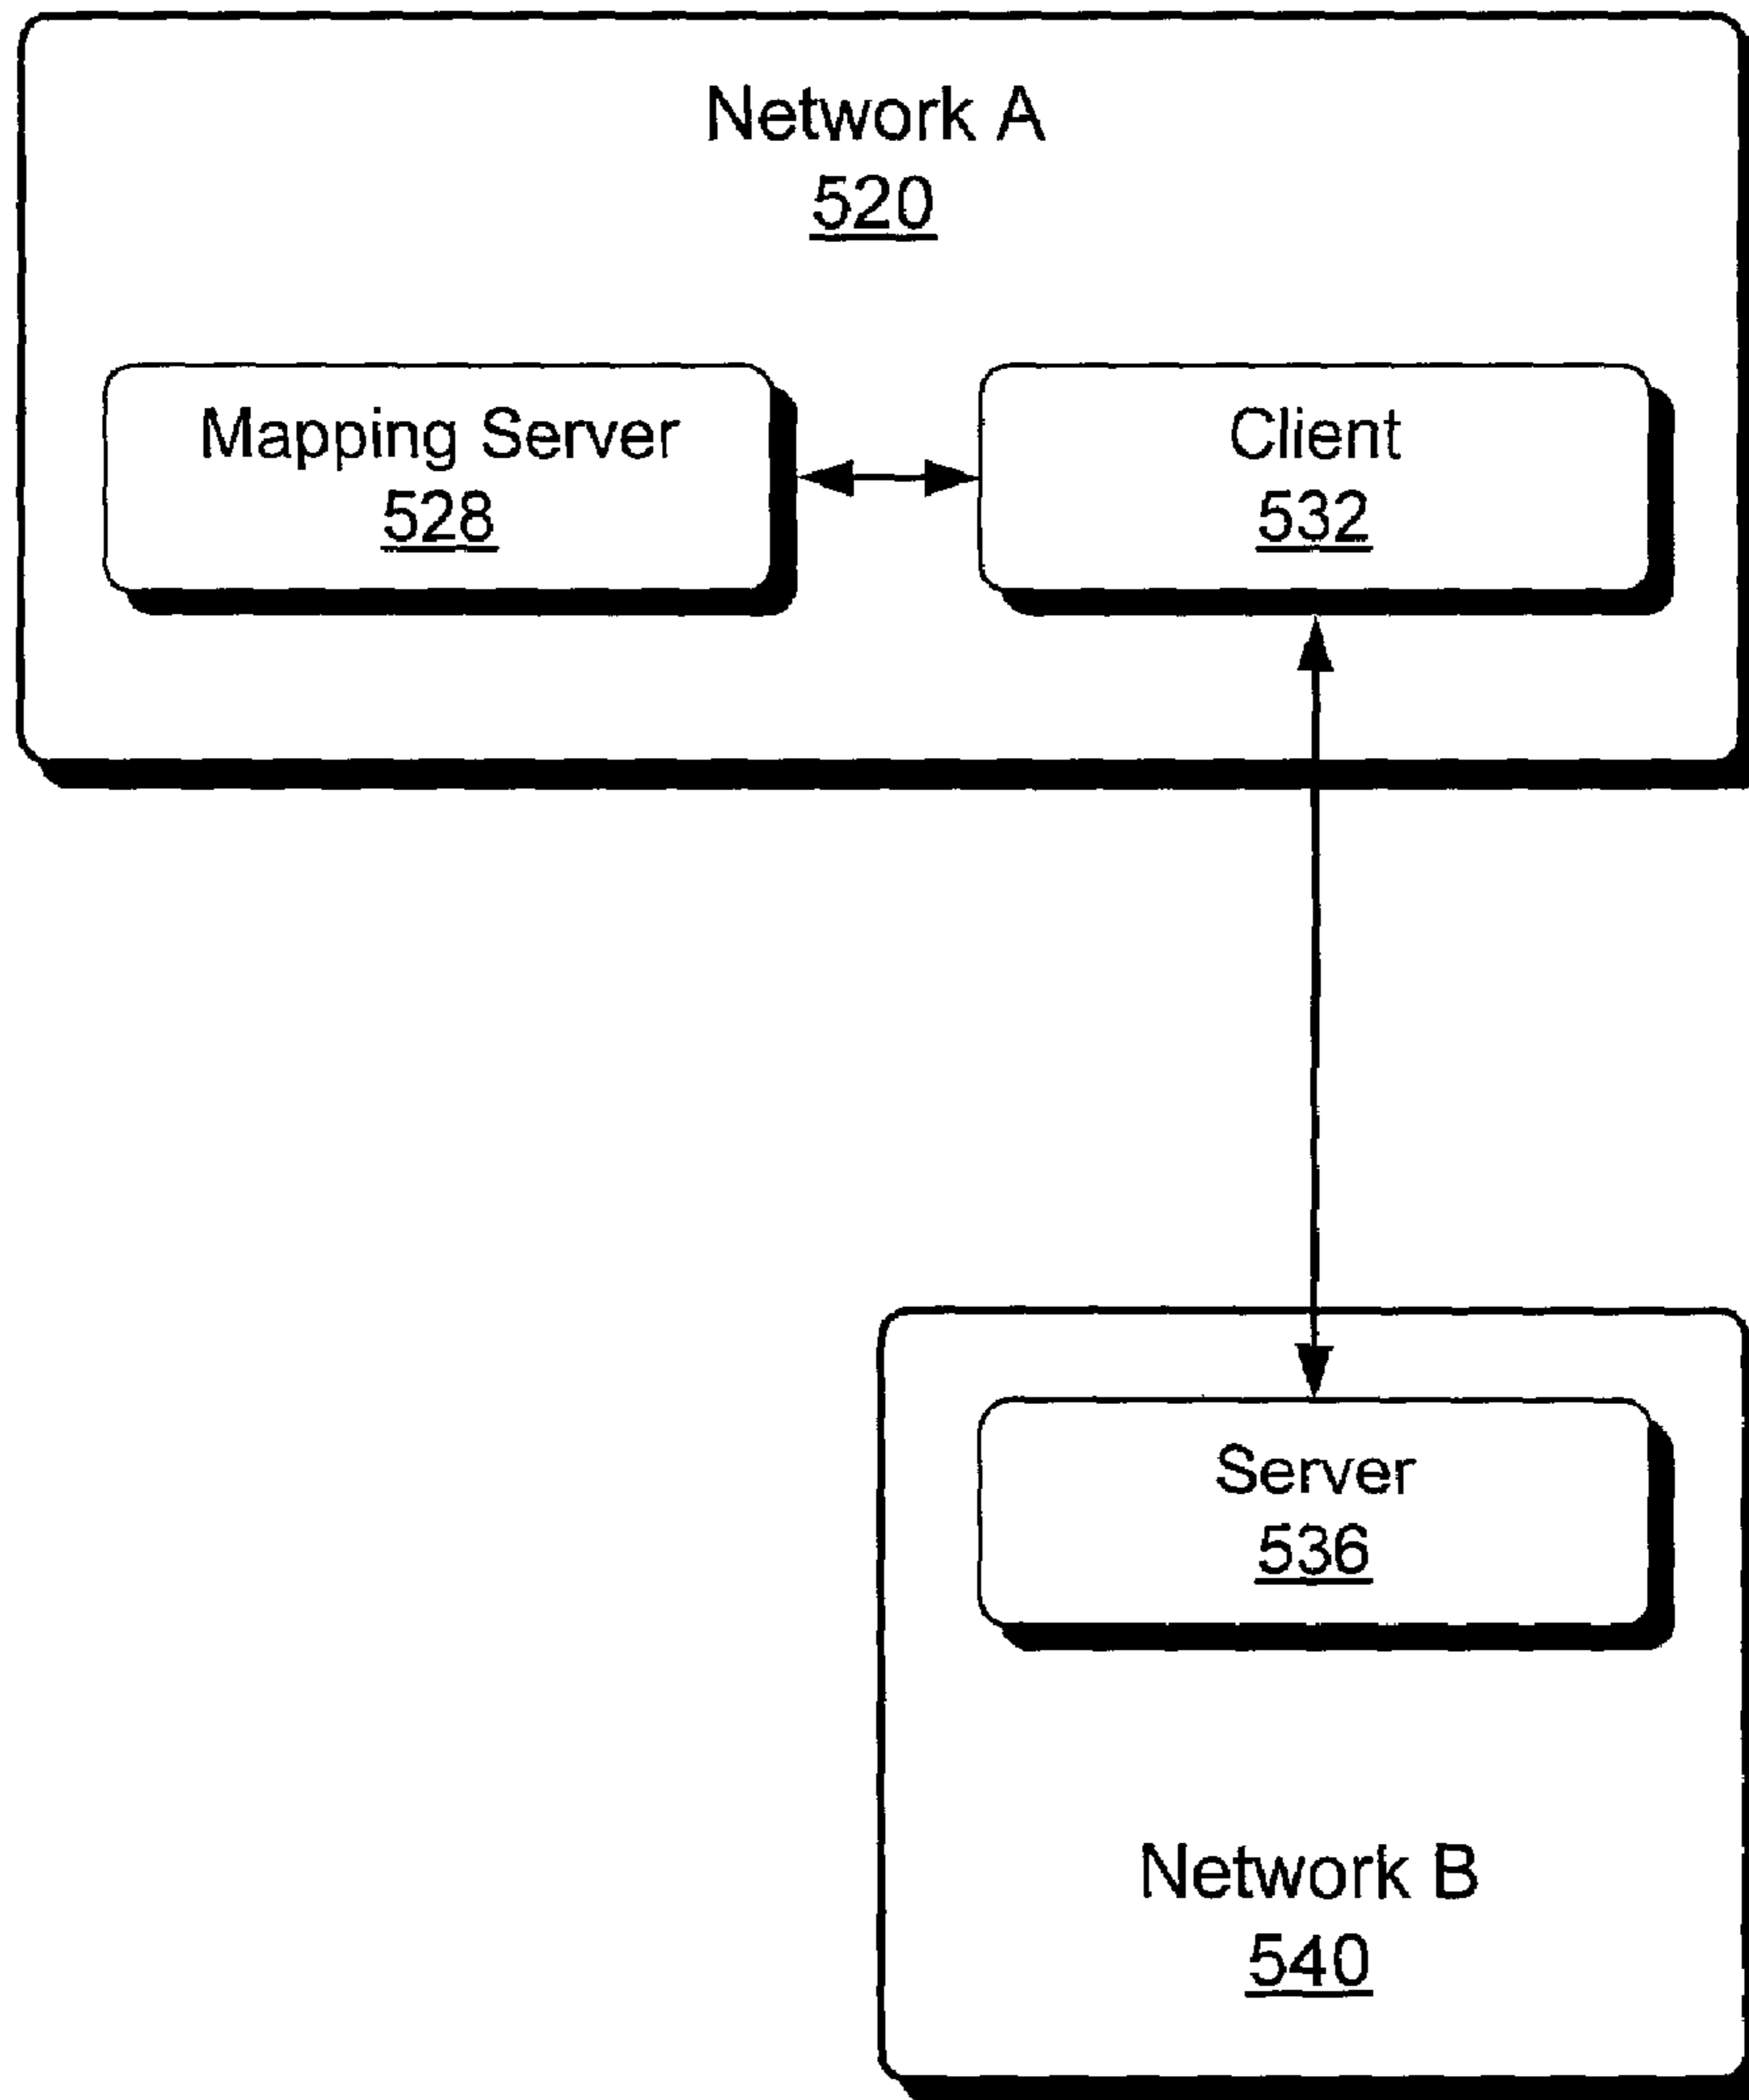 Network A
520
Mapping Server
528
Client
532
Server
536
Network B
540